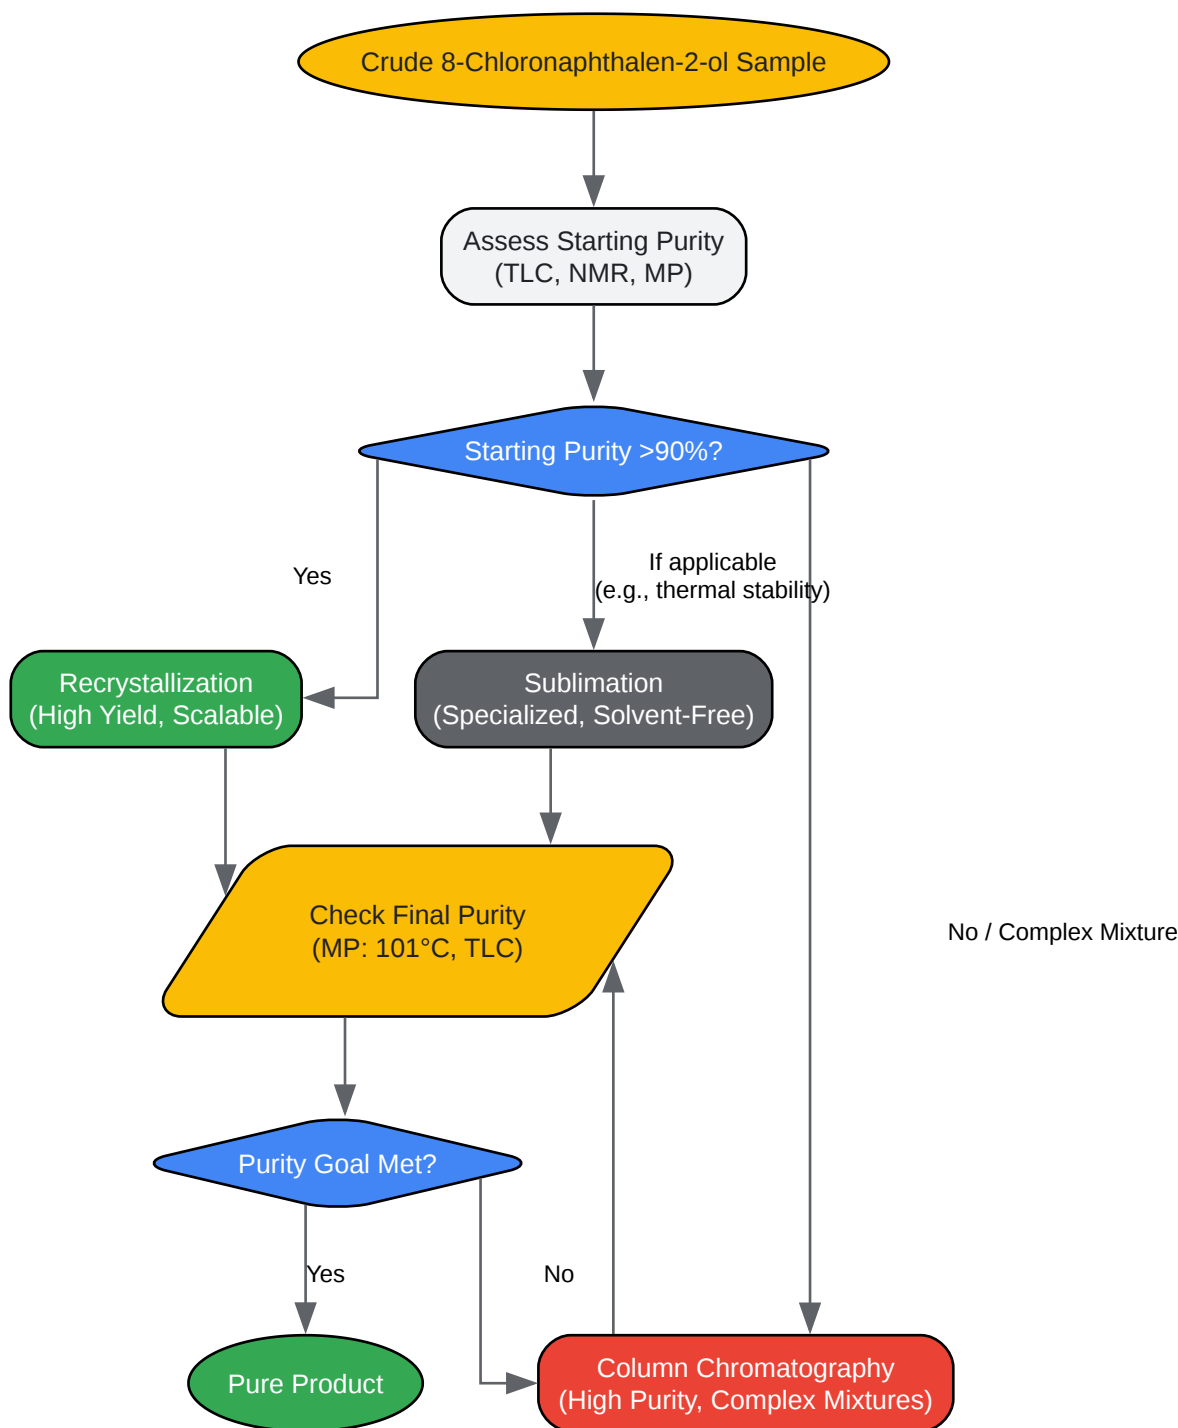 Crude 8-Chloronaphthalen-2-ol Sample
Assess Starting Purity
(TLC, NMR, MP)
Starting Purity >90%?
Yes
If applicable
(e.g., thermal stability)
Recrystallization
(High Yield, Scalable)
Sublimation
(Specialized, Solvent-Free)
Check Final Purity
(MP: 101°C, TLC)
No / Complex Mixture
Purity Goal Met?
Yes
No
Pure Product
Column Chromatography
(High Purity, Complex Mixtures)